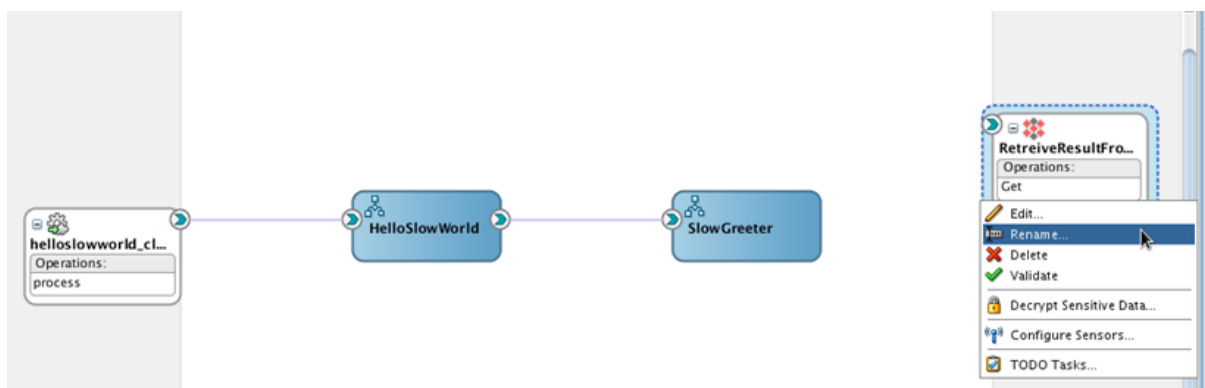 helloslowworld_cl...
Operations:
process
HelloSlowWorld
SlowGreeter
RetreiveResultFro...
Operations:
Get
Edit...
Rename...
Delete
Validate
Decrypt Sensitive Data...
Configure Sensors...
TODO Tasks...